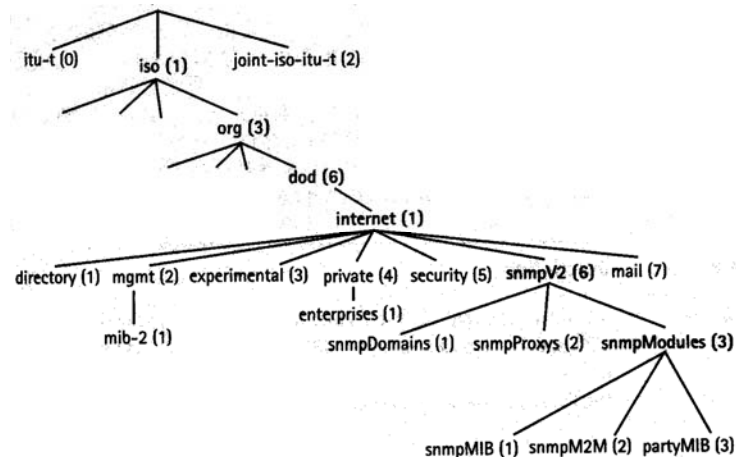 itu-t (0) iso (1) joint-iso-itu-t (2)
org (3)
dod (6)
internet (1)
directory (1) mgmt (2) experimental (3) private (4) security (5) snmpV2 (6) mail (7)
mib-2 (1) enterprises (1) snmpDomains (1) snmpProxys (2) snmpModules (3)
snmpMIB (1) snmpM2M (2) partyMIB (3)